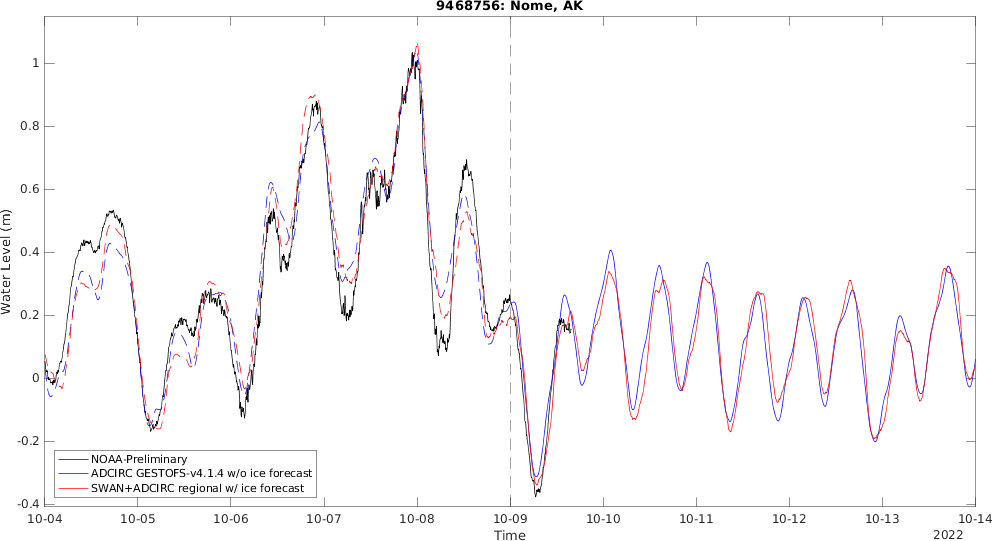 9468756: Nome, AK
Water Level (m)
1
0.8
0.6
0.4
0.2
0
-0.2
-0.4
NOAA-Preliminary
ADCIRC GESTOFS-v4.1.4 w/o ice forecast
SWAN+ADCIRC regional w/ ice forecast
10-04 10-05 10-06 10-07 10-08 10-09 10-10 10-11 10-12 10-13 10-14
Time
2022